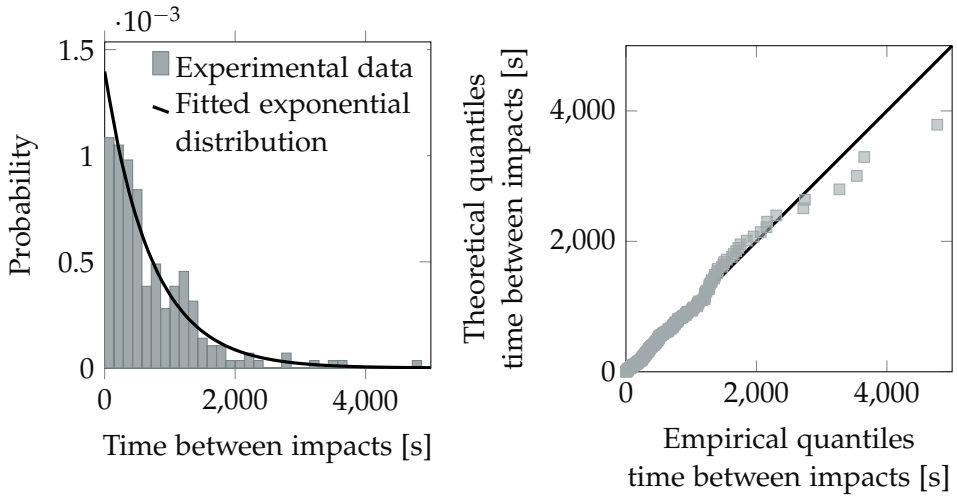 ·10−3
1.5
1
0.5
0
0
2,000
4,000
Probability
Time between impacts [s]
Experimental data
Fitted exponential
distribution
Theoretical quantiles
time between impacts [s]
4,000
2,000
0
0
2,000
4,000
Empirical quantiles
time between impacts [s]